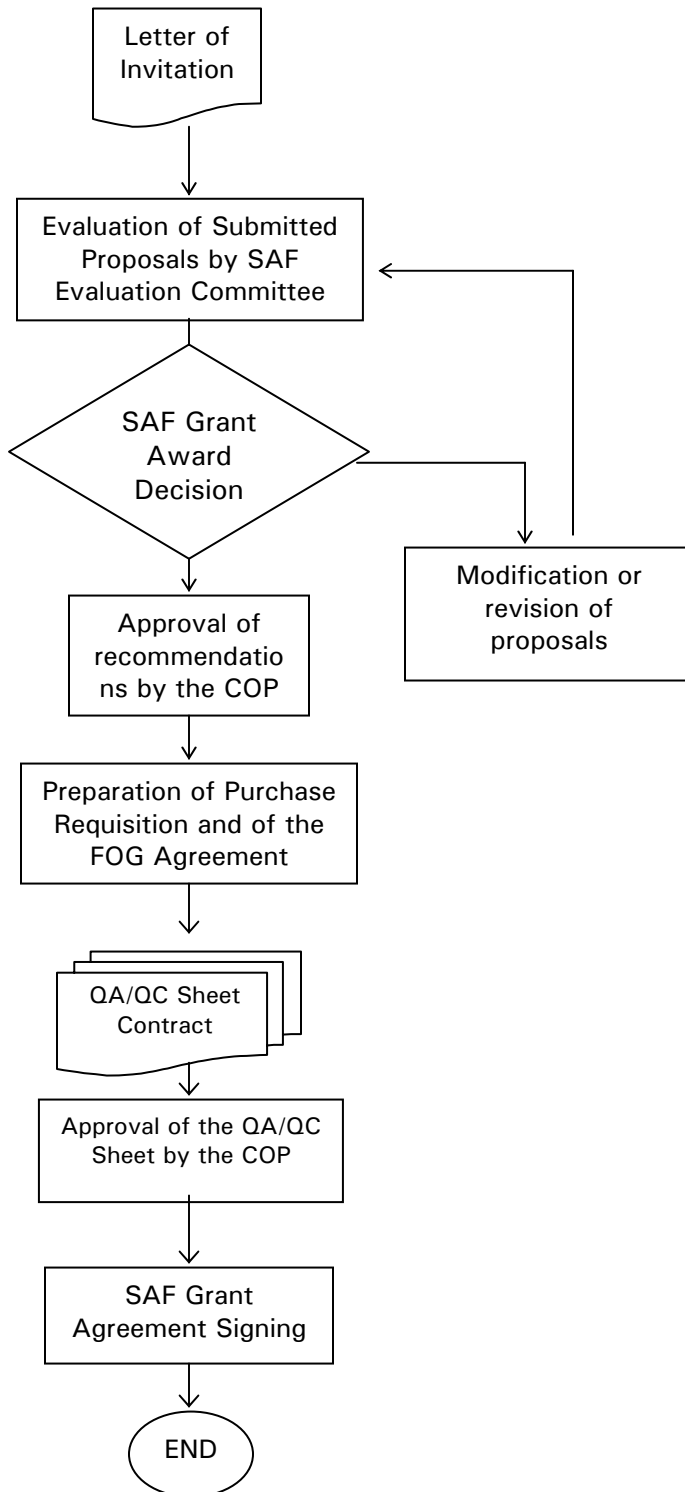 Letter of
Invitation
Evaluation of Submitted
Proposals by SAF
Evaluation Committee
SAF Grant
Award
Decision
Modification or
revision of
proposals
Approval of
recommendatio
ns by the COP
Preparation of Purchase
Requisition and of the
FOG Agreement
QA/QC Sheet
Contract
Approval of the QA/QC
Sheet by the COP
SAF Grant
Agreement Signing
END